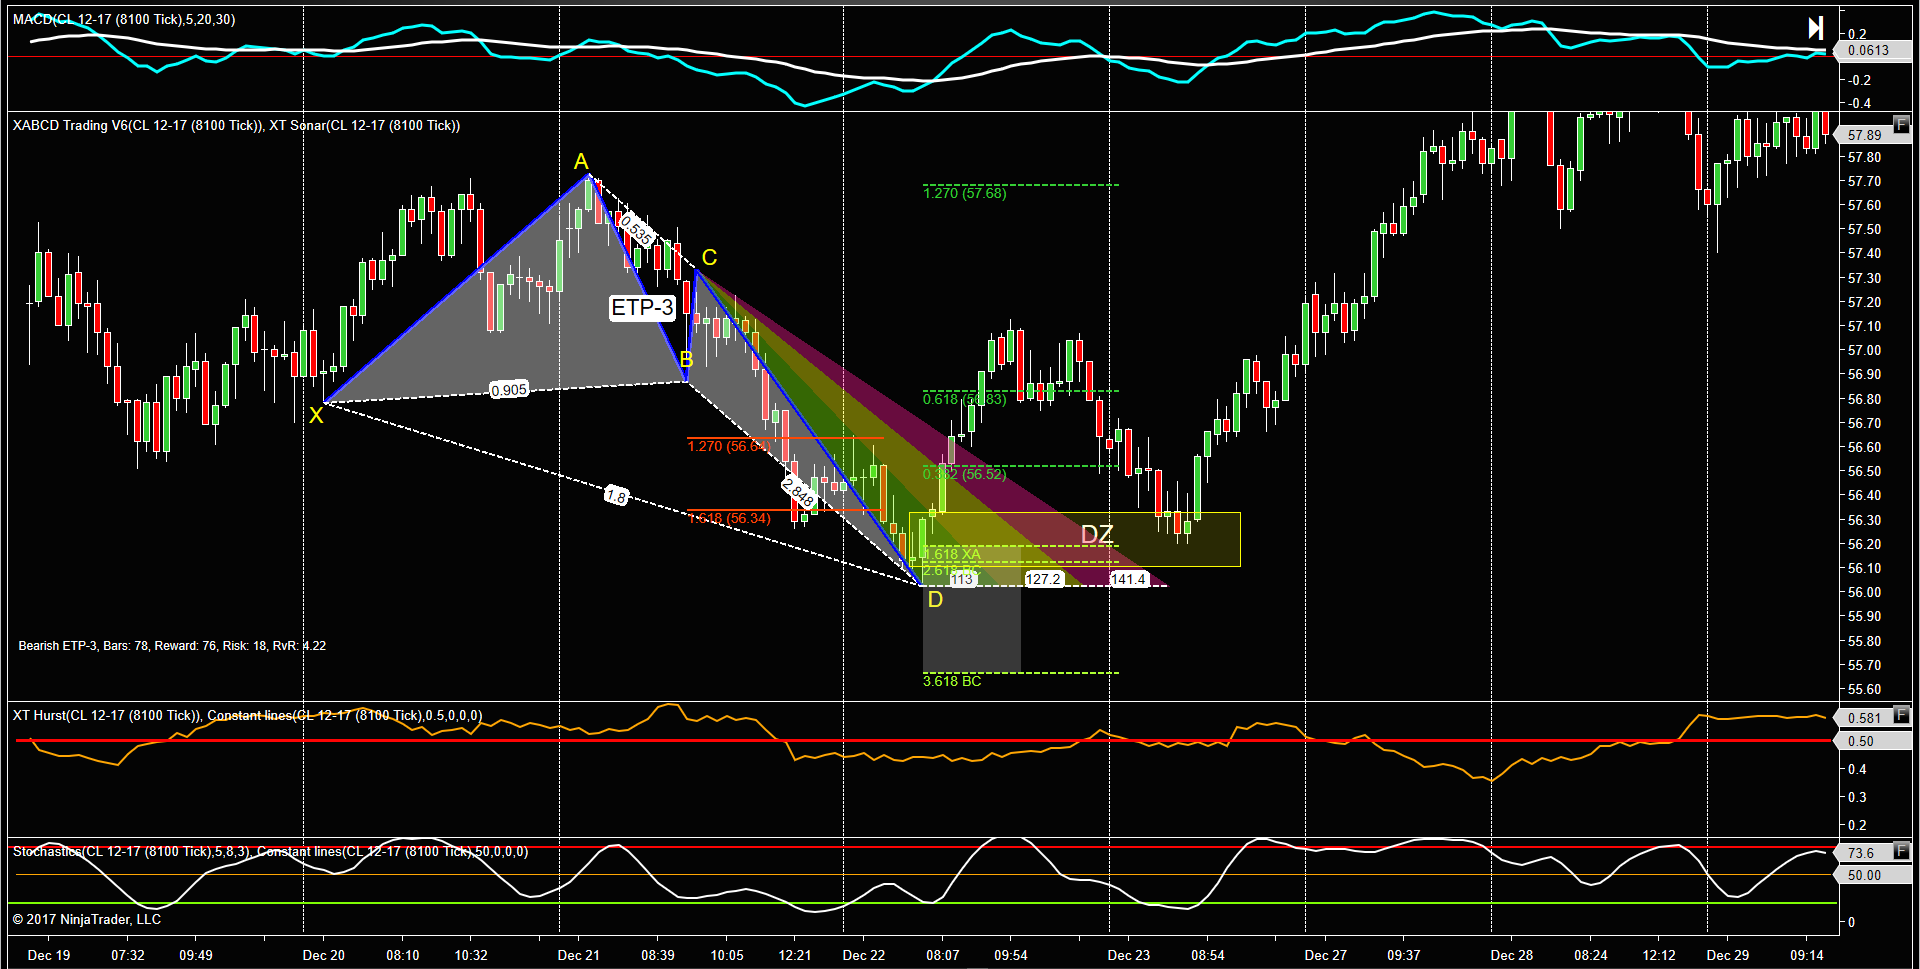 MACD(CL 12-17 (8100 Tick),5,20,30)
0.2
0.0613
-0.2
-0.4
XABCD Trading V6(CL 12-17 (8100 Tick)), XT Sonar(CL 12-17 (8100 Tick))
F
57.89
57.80
57.70
57.60
57.50
57.40
57.30
57.20
57.10
57.00
56.90
56.80
56.70
56.60
56.50
56.40
56.30
56.20
56.10
56.00
55.90
55.80
55.70
55.60
A
1.270 (57.68)
0.535
C
ETP-3
B
0.905
X
0.618 (56.83)
1.270 (56.64)
0.382 (56.52)
2.848
1.8
1.618 (56.34)
DZ
1.618 XA
2.618 BC
113
127.2
141.4
D
Bearish ETP-3, Bars: 78, Reward: 76, Risk: 18, RvR: 4.22
3.618 BC
XT Hurst(CL 12-17 (8100 Tick)), Constant lines(CL 12-17 (8100 Tick),0.5,0,0,0)
F
0.581
0.50
0.4
0.3
0.2
Stochastics(CL 12-17 (8100 Tick),5,8,3), Constant lines(CL 12-17 (8100 Tick),50,0,0,0)
F
73.6
50.00
0
© 2017 NinjaTrader, LLC
Dec 19 07:32 09:49 Dec 20 08:10 10:32 Dec 21 08:39 10:05 12:21 Dec 22 08:07 09:54 Dec 23 08:54 Dec 27 09:37 Dec 28 08:24 12:12 Dec 29 09:14